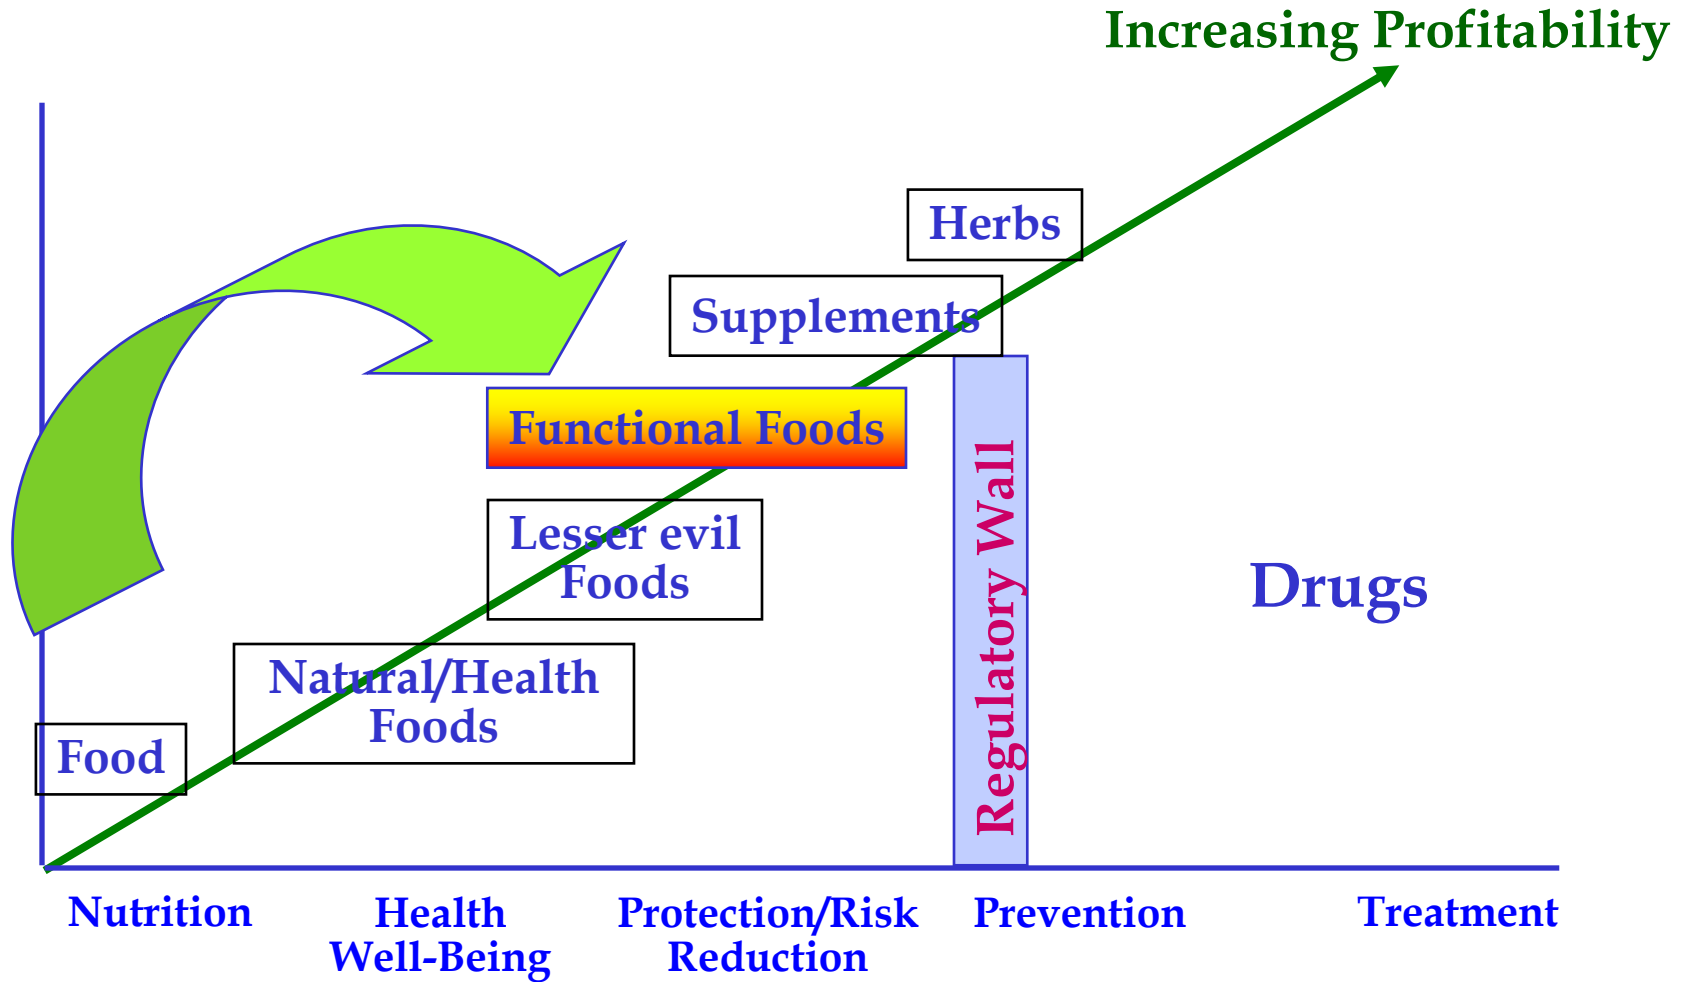 Increasing Profitability
Herbs
Supplements
Functional Foods
Lesser evil
Foods
Natural/Health
Foods
Food
Regulatory Wall
Drugs
Nutrition
Health
Well-Being
Protection/Risk
Reduction
Prevention
Treatment